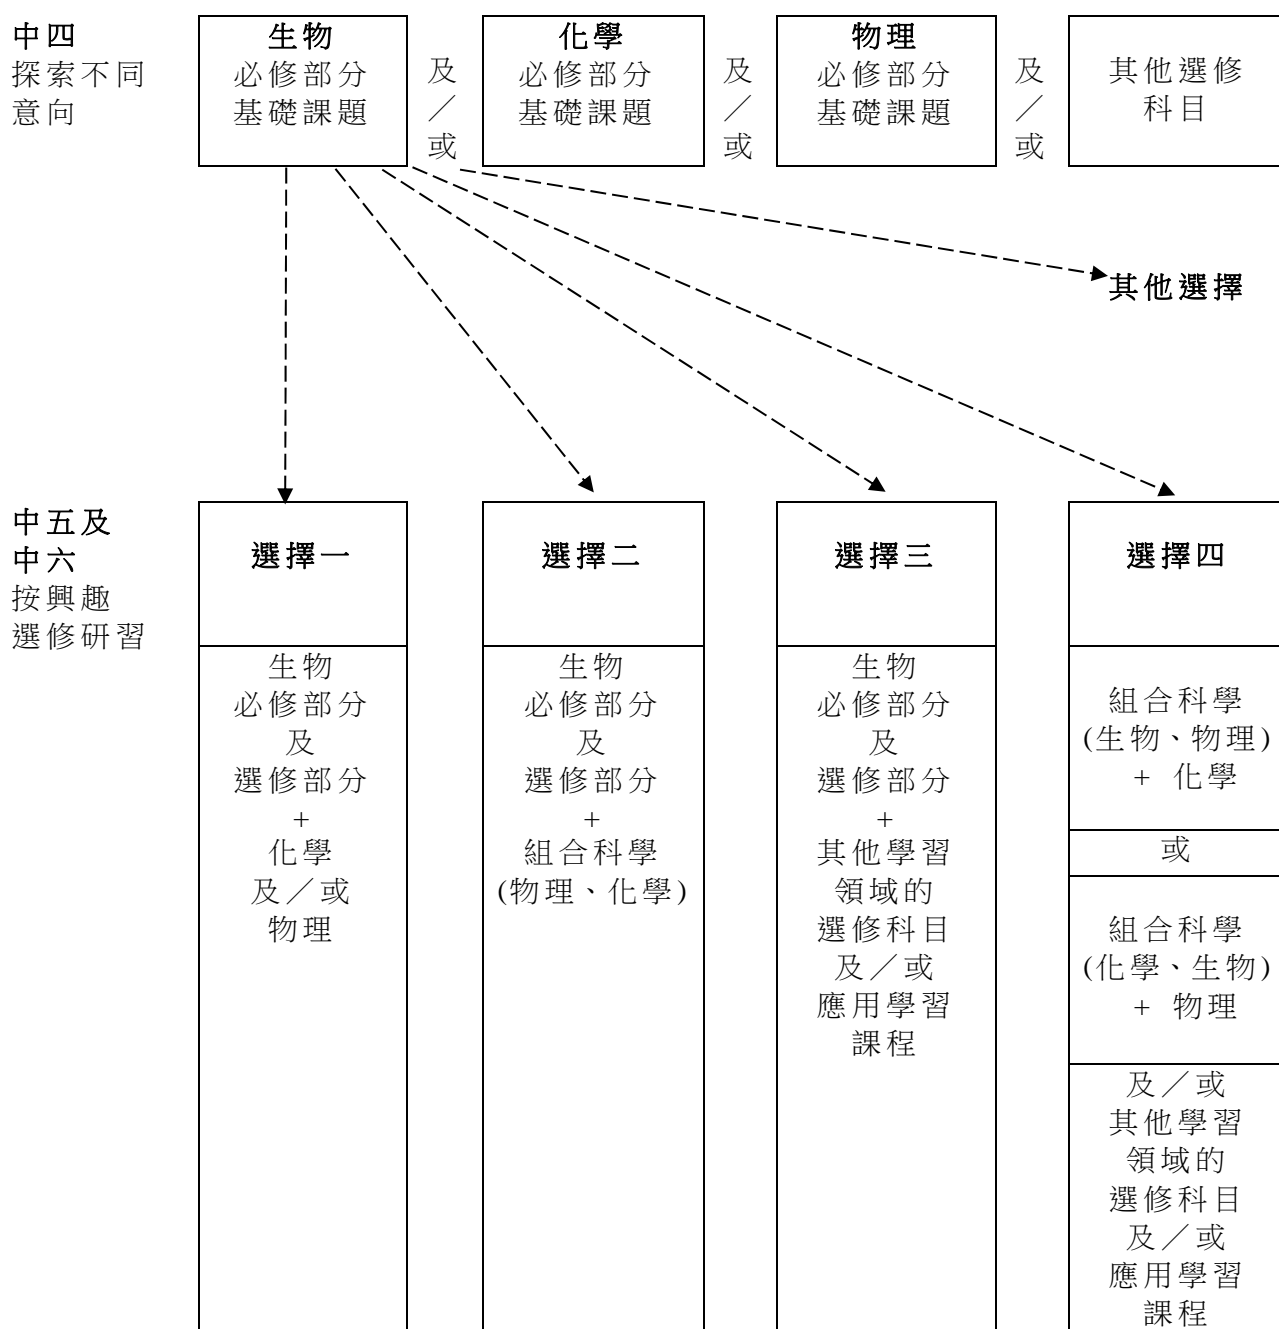 中四
探索不同
意向
生物
必修部分
基礎課題
及
／
或
化學
必修部分
基礎課題
及
／
或
物理
必修部分
基礎課題
及
／
或
其他選修
科目
其他選擇
中五及
中六
按興趣
選修研習
選擇一
生物
必修部分
及
選修部分
+
化學
及／或
物理
選擇二
生物
必修部分
及
選修部分
+
組合科學
(物理、化學)
選擇三
生物
必修部分
及
選修部分
+
其他學習
領域的
選修科目
及／或
應用學習
課程
選擇四
組合科學
(生物、物理)
+ 化學
或
組合科學
(化學、生物)
+ 物理
及／或
其他學習
領域的
選修科目
及／或
應用學習
課程